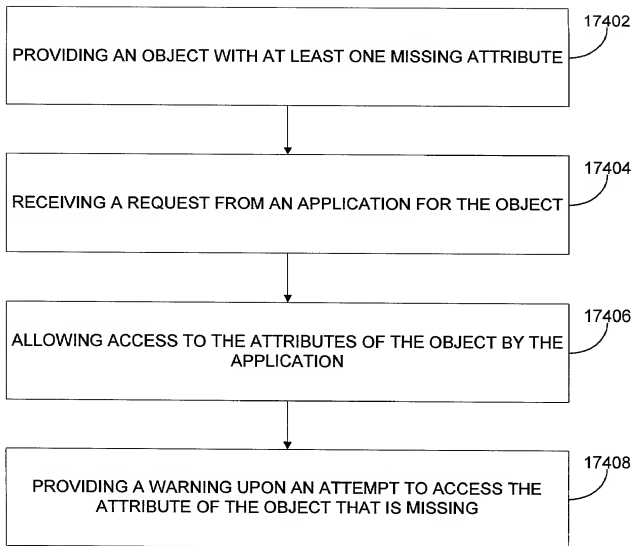 17402
PROVIDING AN OBJECT WITH AT LEAST ONE MISSING ATTRIBUTE
17404
RECEIVING A REQUEST FROM AN APPLICATION FOR THE OBJECT
17406
ALLOWING ACCESS TO THE ATTRIBUTES OF THE OBJECT BY THE
APPLICATION
17408
PROVIDING A WARNING UPON AN ATTEMPT TO ACCESS THE
ATTRIBUTE OF THE OBJECT THAT IS MISSING